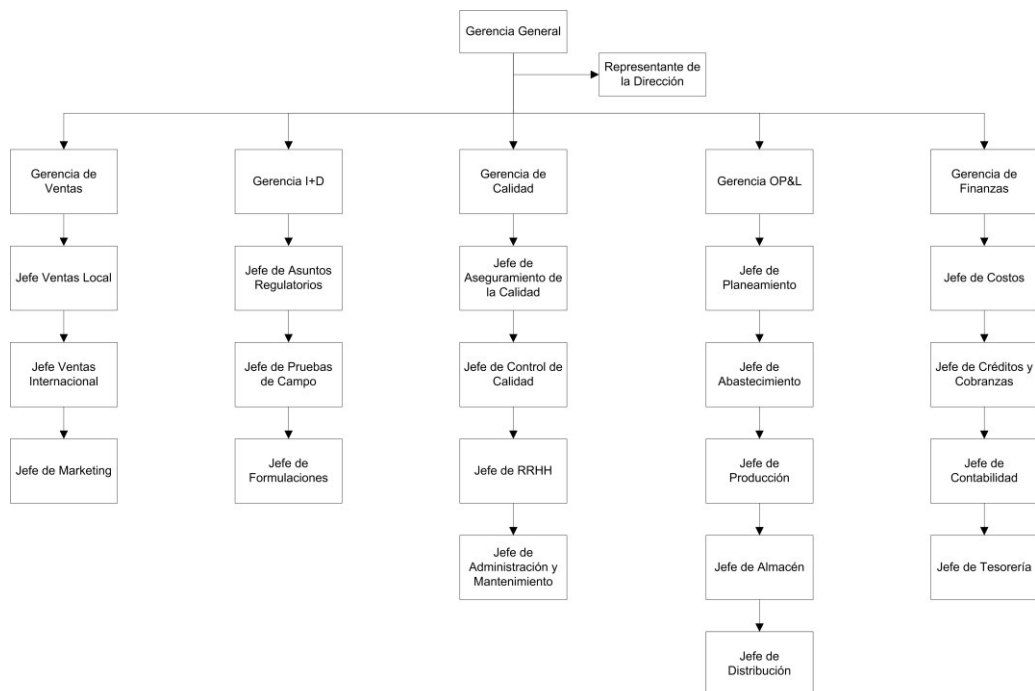 Gerencia General
Representante de
la Dirección
Gerencia de
Ventas
Gerencia I+D
Gerencia de
Calidad
Gerencia OP&L
Gerencia de
Finanzas
Jefe Ventas Local
Jefe de Asuntos
Regulatorios
Jefe de
Aseguramiento de
la Calidad
Jefe de
Planeamiento
Jefe de Costos
Jefe Ventas
Internacional
Jefe de Pruebas
de Campo
Jefe de Control de
Calidad
Jefe de
Abastecimiento
Jefe de Créditos y
Cobranzas
Jefe de Marketing
Jefe de
Formulaciones
Jefe de RRHH
Jefe de
Producción
Jefe de
Contabilidad
Jefe de
Administración y
Mantenimiento
Jefe de Almacén
Jefe de Tesorería
Jefe de
Distribución